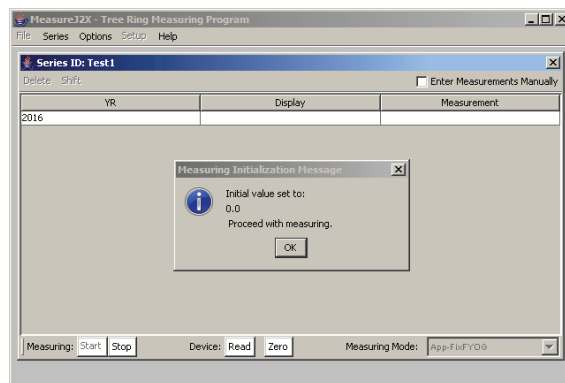 MeasureJ2X - Tree Ring Measuring Program
File Series Options Setup Help
Series ID: Test1
Delete Shift
Enter Measurements Manually
YR Display Measurement
2016
Measuring Initialization Message
Initial value set to:
0.0
Proceed with measuring.
OK
Measuring: Start Stop Device: Read Zero Measuring Mode: App-FixFYOG